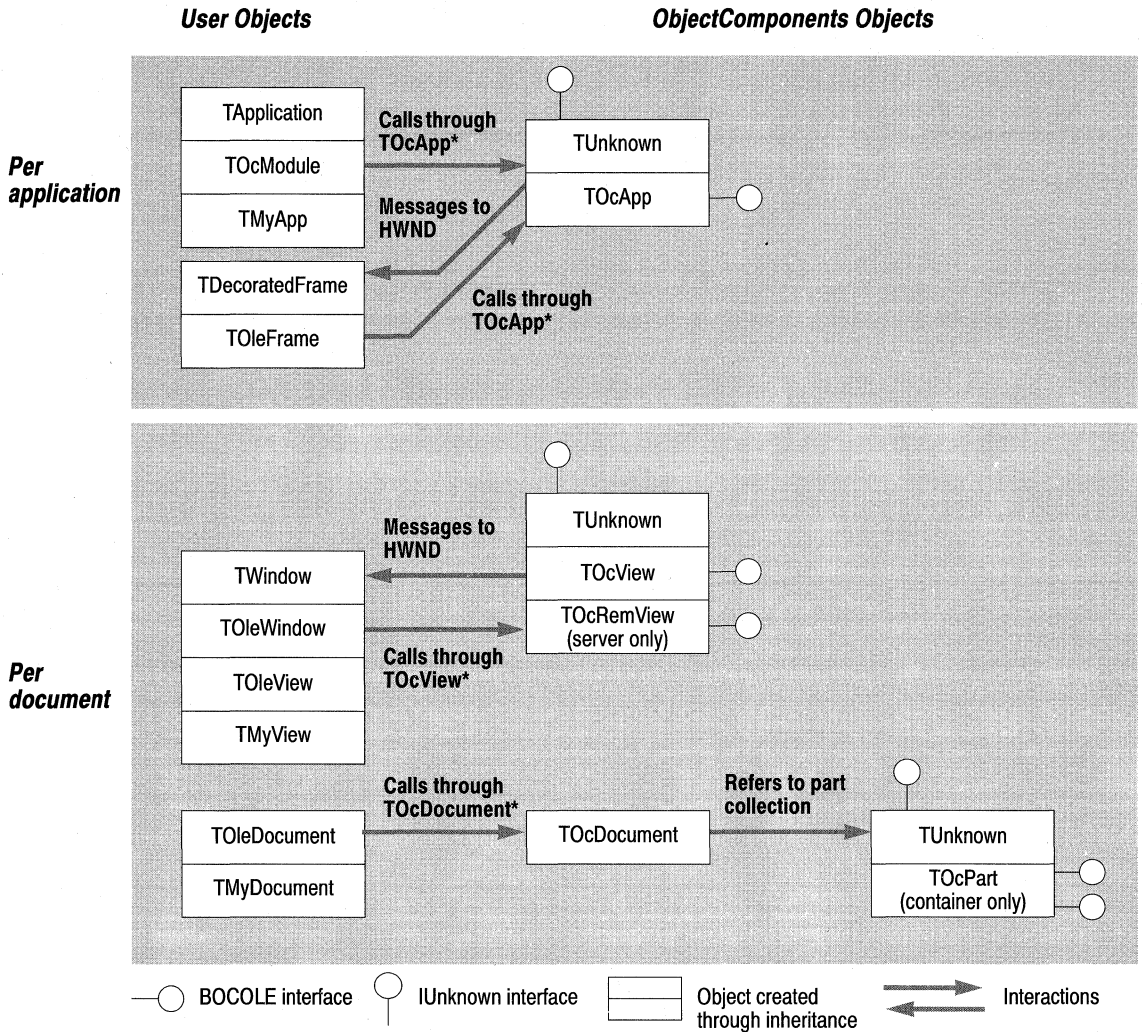 User Objects
ObjectComponents Objects
Per
application
TApplication
TOcModule
TMyApp
TDecoratedFrame
TOleFrame
Calls through
TOcApp*
Messages to
HWND
Calls through
TOcApp*
TUnknown
TOcApp
Per
document
TWindow
TOleWindow
TOleView
TMyView
Messages to
HWND
Calls through
TOcView*
TUnknown
TOcView
TOcRemView
(server only)
TOleDocument
TMyDocument
Calls through
TOcDocument*
TOcDocument
Refers to part
collection
TUnknown
TOcPart
(container only)
BOCOLE interface
IUnknown interface
Object created
through inheritance
Interactions